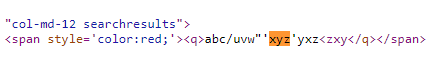 "col-md-12 searchresults">
<span style='color:red;'><q>abc/uvw"'xyz'yxz<zxy</q></span>